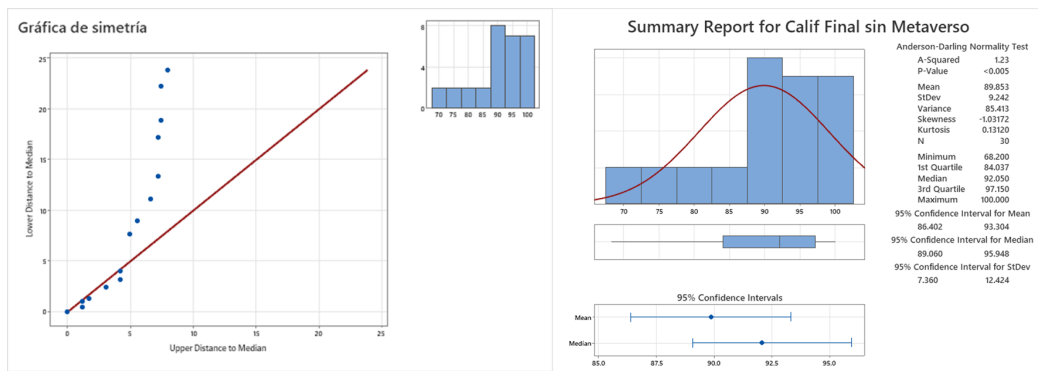 Gráfica de simetría
25
20
15
10
5
0
Lower Distance to Median
0 5 10 15 20 25
Upper Distance to Median
8
4
0
70 75 80 85 90 95 100
Summary Report for Calif Final sin Metaverso
70 75 80 85 90 95 100
Anderson-Darling Normality Test
A-Squared 1.23
P-Value <0.005
Mean 89.853
StDev 9.242
Variance 85.413
Skewness -1.03172
Kurtosis 0.13120
N 30
Minimum 68.200
1st Quartile 84.037
Median 92.050
3rd Quartile 97.150
Maximum 100.000
95% Confidence Interval for Mean
86.402 93.304
95% Confidence Interval for Median
89.060 95.948
95% Confidence Interval for StDev
7.360 12.424
95% Confidence Intervals
Mean
Median
85.0 87.5 90.0 92.5 95.0